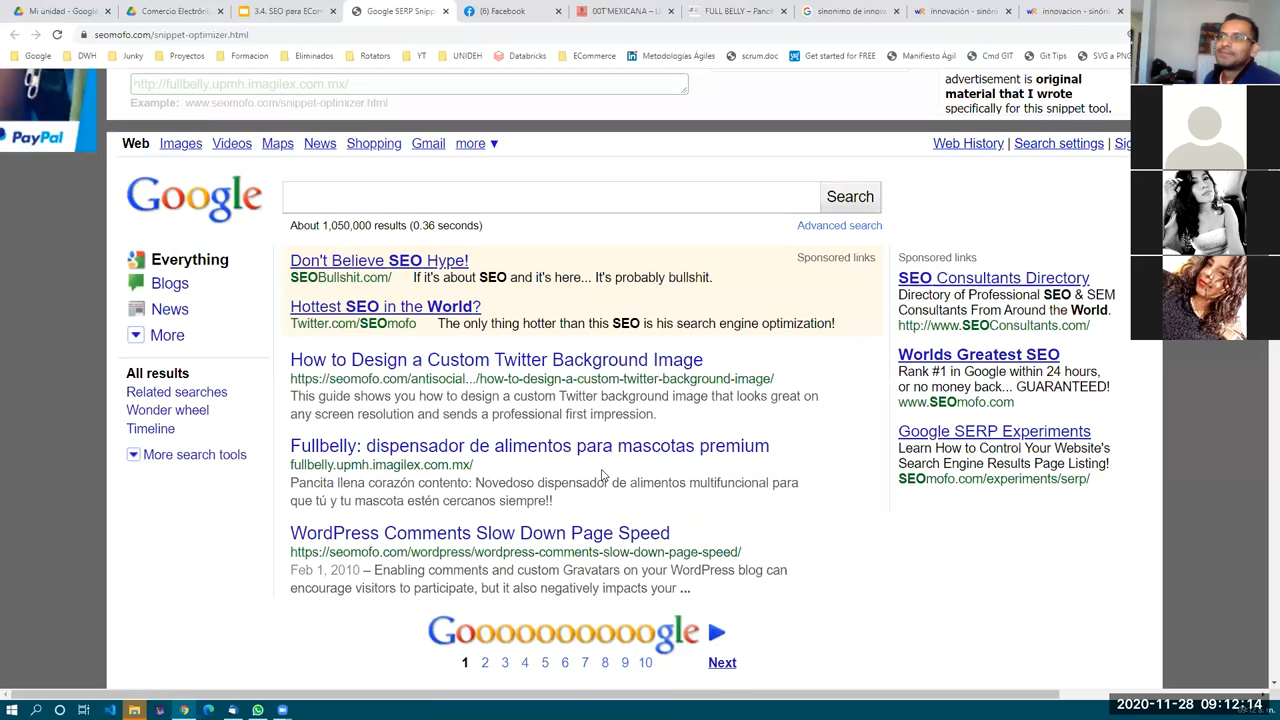 Mi unidad - Goog
Comercio Electróni
3.4. SEO para ECom
Google SERP Snipp
(6) Facebook
00T'MEXICANA – L
FULL BELLY – Panci
sinonimo de innova
innovación - sinóni
innovacion - sinón
seomofo.com/snippet-optimizer.html
Google
DWH
Junky
Proyectos
Formacion
Eliminados
Rotators
YT
UNIDEH
Databricks
ECommerce
Metodologías Ágiles
scrum.doc
Get started for FREE
Manifiesto Ágil
Cmd GIT
Git Tips
SVG a PNG
http://fullbelly.upmh.imagilex.com.mx/
Example: www.seomofo.com/snippet-optimizer.html
advertisement is original
material that I wrote
specifically for this snippet tool.
PayPal
Web Images Videos Maps News Shopping Gmail more ▼
Web History | Search settings | Sig
Google
Search
About 1,050,000 results (0.36 seconds)
Advanced search
Everything
Blogs
News
More
All results
Related searches
Wonder wheel
Timeline
More search tools
Don't Believe SEO Hype!
Sponsored links
SEOBullshit.com/ If it's about SEO and it's here... It's probably bullshit.
Hottest SEO in the World?
Twitter.com/SEOmofo The only thing hotter than this SEO is his search engine optimization!
How to Design a Custom Twitter Background Image
https://seomofo.com/antisocial.../how-to-design-a-custom-twitter-background-image/
This guide shows you how to design a custom Twitter background image that looks great on
any screen resolution and sends a professional first impression.
Fullbelly: dispensador de alimentos para mascotas premium
fullbelly.upmh.imagilex.com.mx/
Pancita llena corazón contento: Novedoso dispensador de alimentos multifuncional para
que tú y tu mascota estén cercanos siempre!!
WordPress Comments Slow Down Page Speed
https://seomofo.com/wordpress/wordpress-comments-slow-down-page-speed/
Feb 1, 2010 – Enabling comments and custom Gravatars on your WordPress blog can
encourage visitors to participate, but it also negatively impacts your ...
Sponsored links
SEO Consultants Directory
Directory of Professional SEO & SEM
Consultants From Around the World.
http://www.SEOConsultants.com/
Worlds Greatest SEO
Rank #1 in Google within 24 hours,
or no money back... GUARANTEED!
www.SEOmofo.com
Google SERP Experiments
Learn How to Control Your Website's
Search Engine Results Page Listing!
SEOmofo.com/experiments/serp/
Goooooooooogle
1 2 3 4 5 6 7 8 9 10 Next
2020-11-28 09:12:14